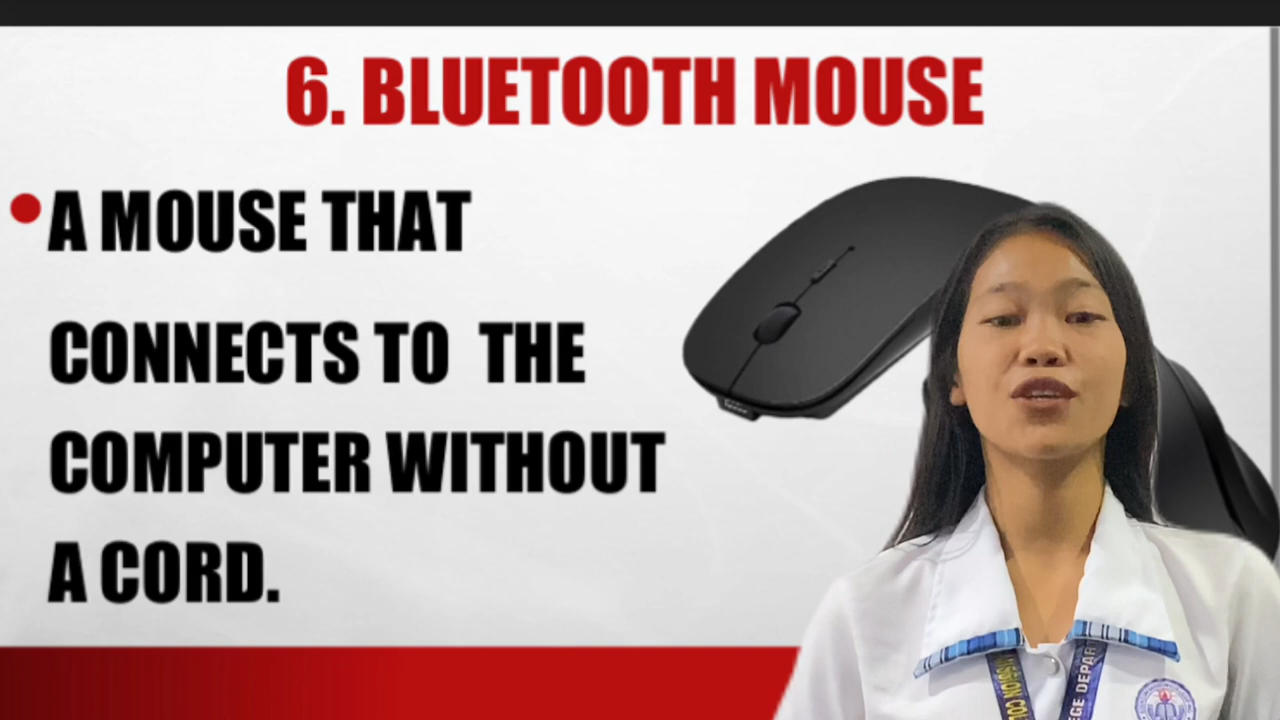 6. BLUETOOTH MOUSE
A MOUSE THAT
CONNECTS TO THE
COMPUTER WITHOUT
A CORD.